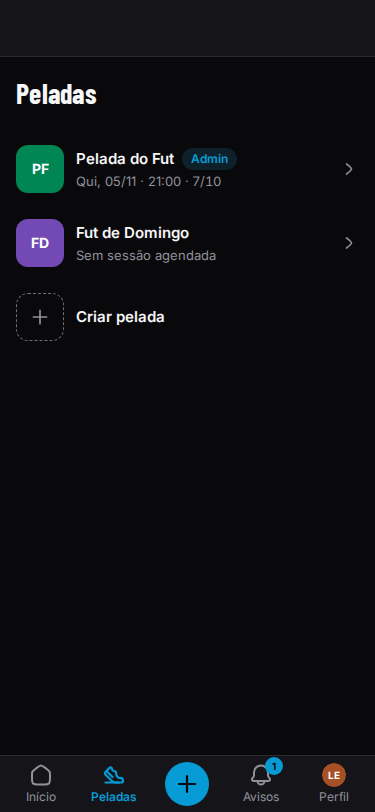 Peladas
PF
Pelada do Fut Admin
Qui, 05/11 · 21:00 · 7/10
FD
Fut de Domingo
Sem sessão agendada
Criar pelada
Início
Peladas
1
Avisos
LE
Perfil